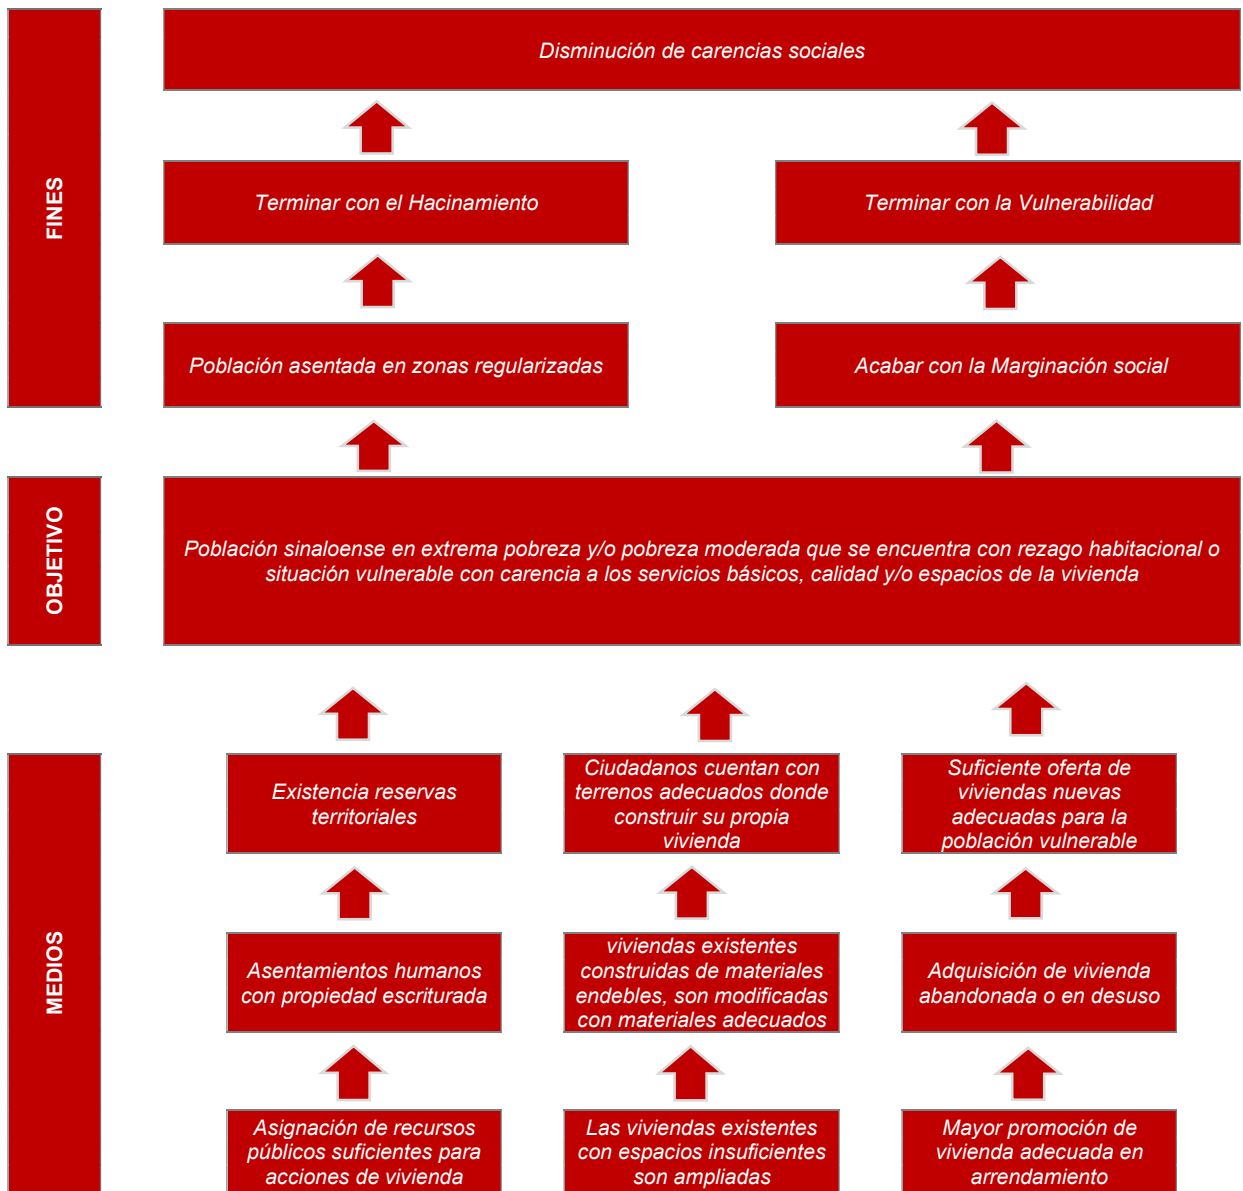 FINES
Disminución de carencias sociales
Terminar con el Hacinamiento
Terminar con la Vulnerabilidad
Población asentada en zonas regularizadas
Acabar con la Marginación social
OBJETIVO
Población sinaloense en extrema pobreza y/o pobreza moderada que se encuentra con rezago habitacional o
situación vulnerable con carencia a los servicios básicos, calidad y/o espacios de la vivienda
MEDIOS
Existencia reservas
territoriales
Ciudadanos cuentan con
terrenos adecuados donde
construir su propia
vivienda
Suficiente oferta de
viviendas nuevas
adecuadas para la
población vulnerable
Asentamientos humanos
con propiedad escriturada
viviendas existentes
construidas de materiales
endebles, son modificadas
con materiales adecuados
Adquisición de vivienda
abandonada o en desuso
Asignación de recursos
públicos suficientes para
acciones de vivienda
Las viviendas existentes
con espacios insuficientes
son ampliadas
Mayor promoción de
vivienda adecuada en
arrendamiento